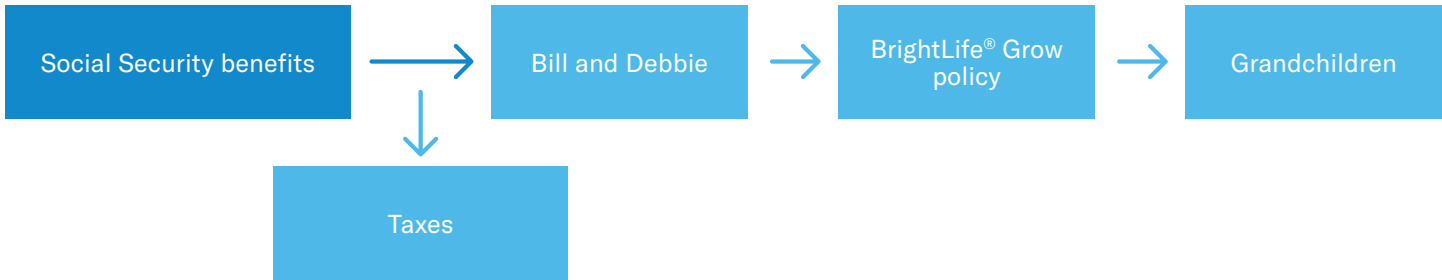 Social Security benefits
Bill and Debbie
BrightLife® Grow
policy
Grandchildren
Taxes